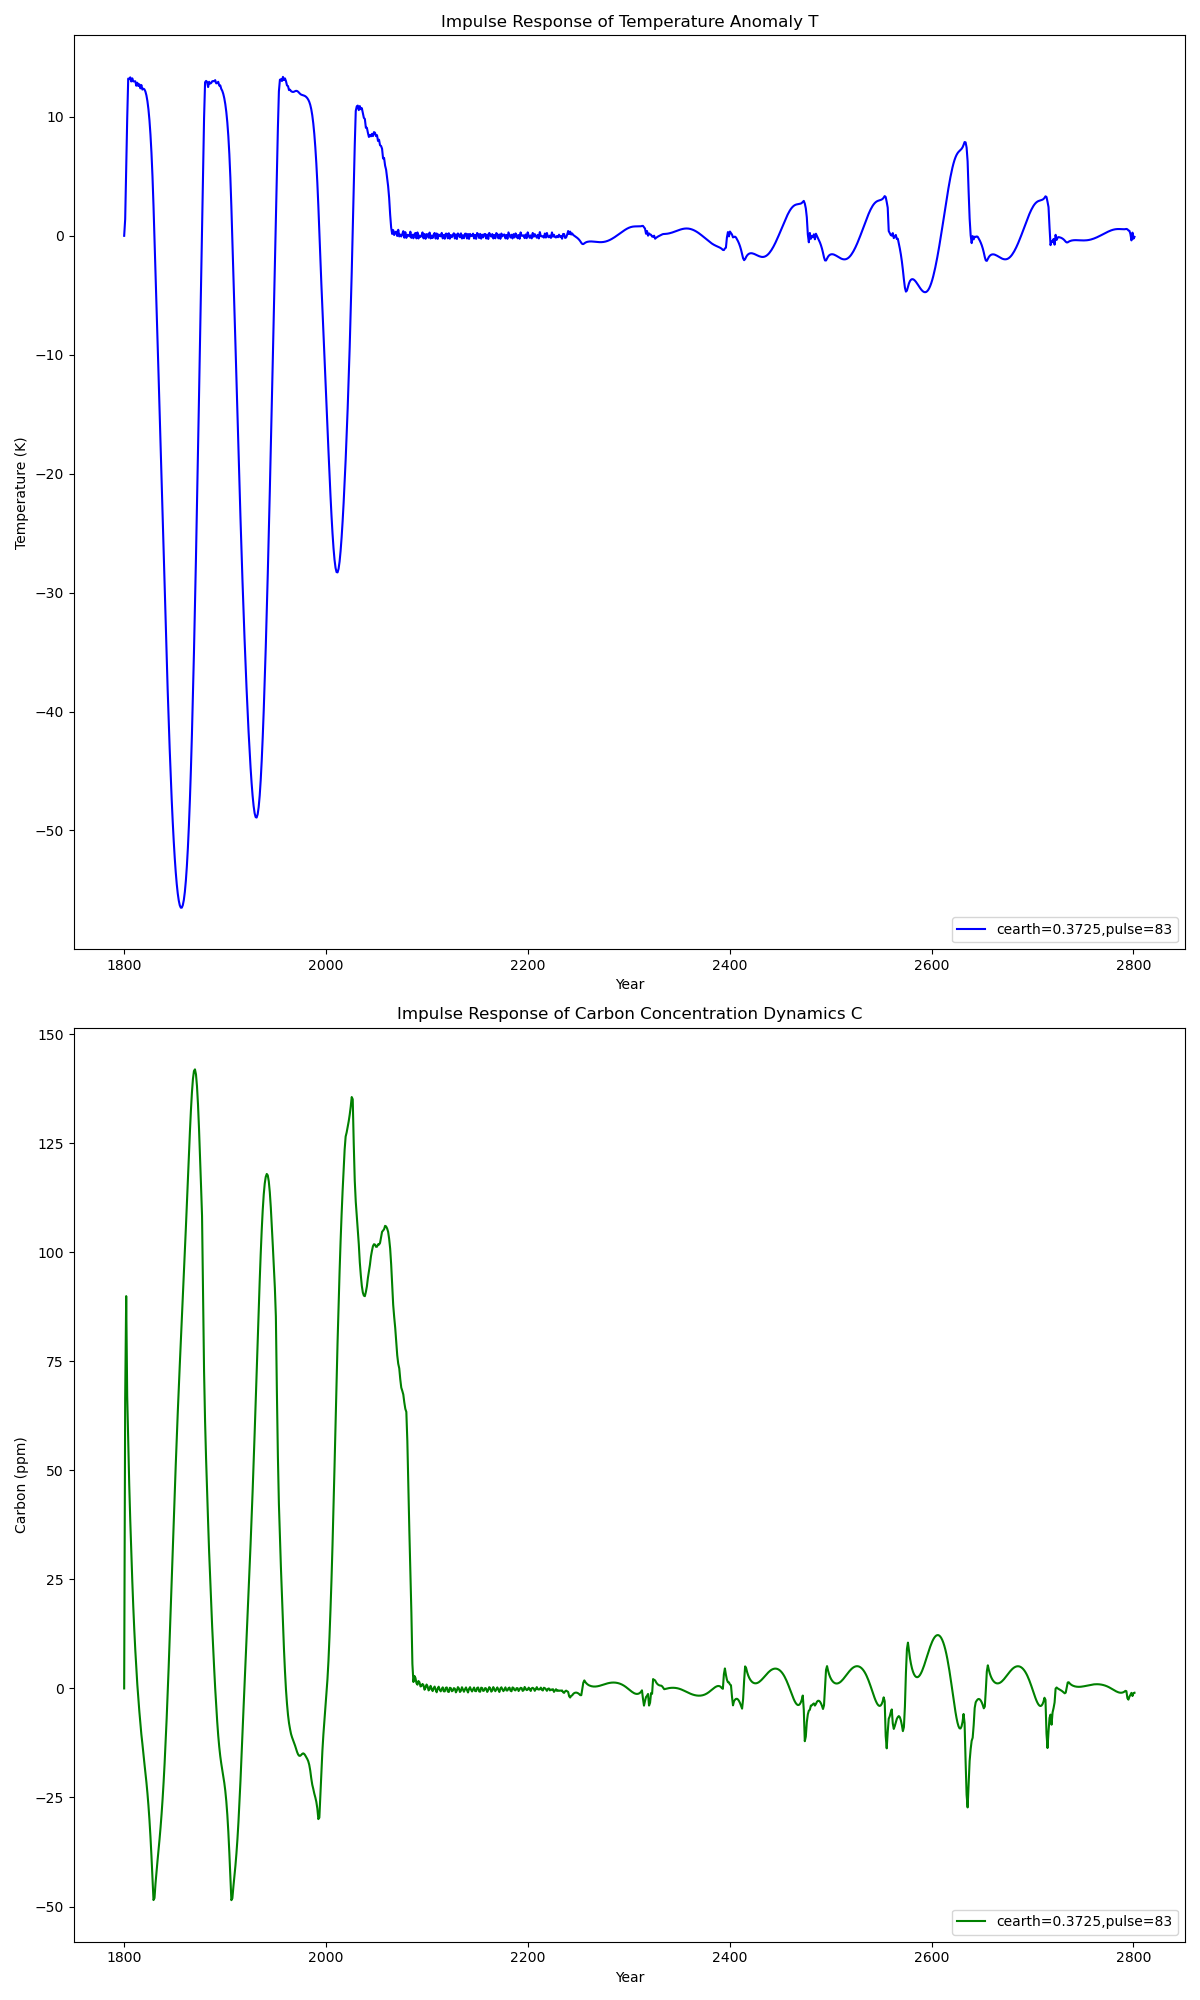 Impulse Response of Temperature Anomaly T
10
0
−10
−20
−30
−40
−50
Temperature (K)
1800 2000 2200 2400 2600 2800
Year
cearth=0.3725,pulse=83
Impulse Response of Carbon Concentration Dynamics C
150
125
100
75
50
25
0
−25
−50
Carbon (ppm)
1800 2000 2200 2400 2600 2800
Year
cearth=0.3725,pulse=83